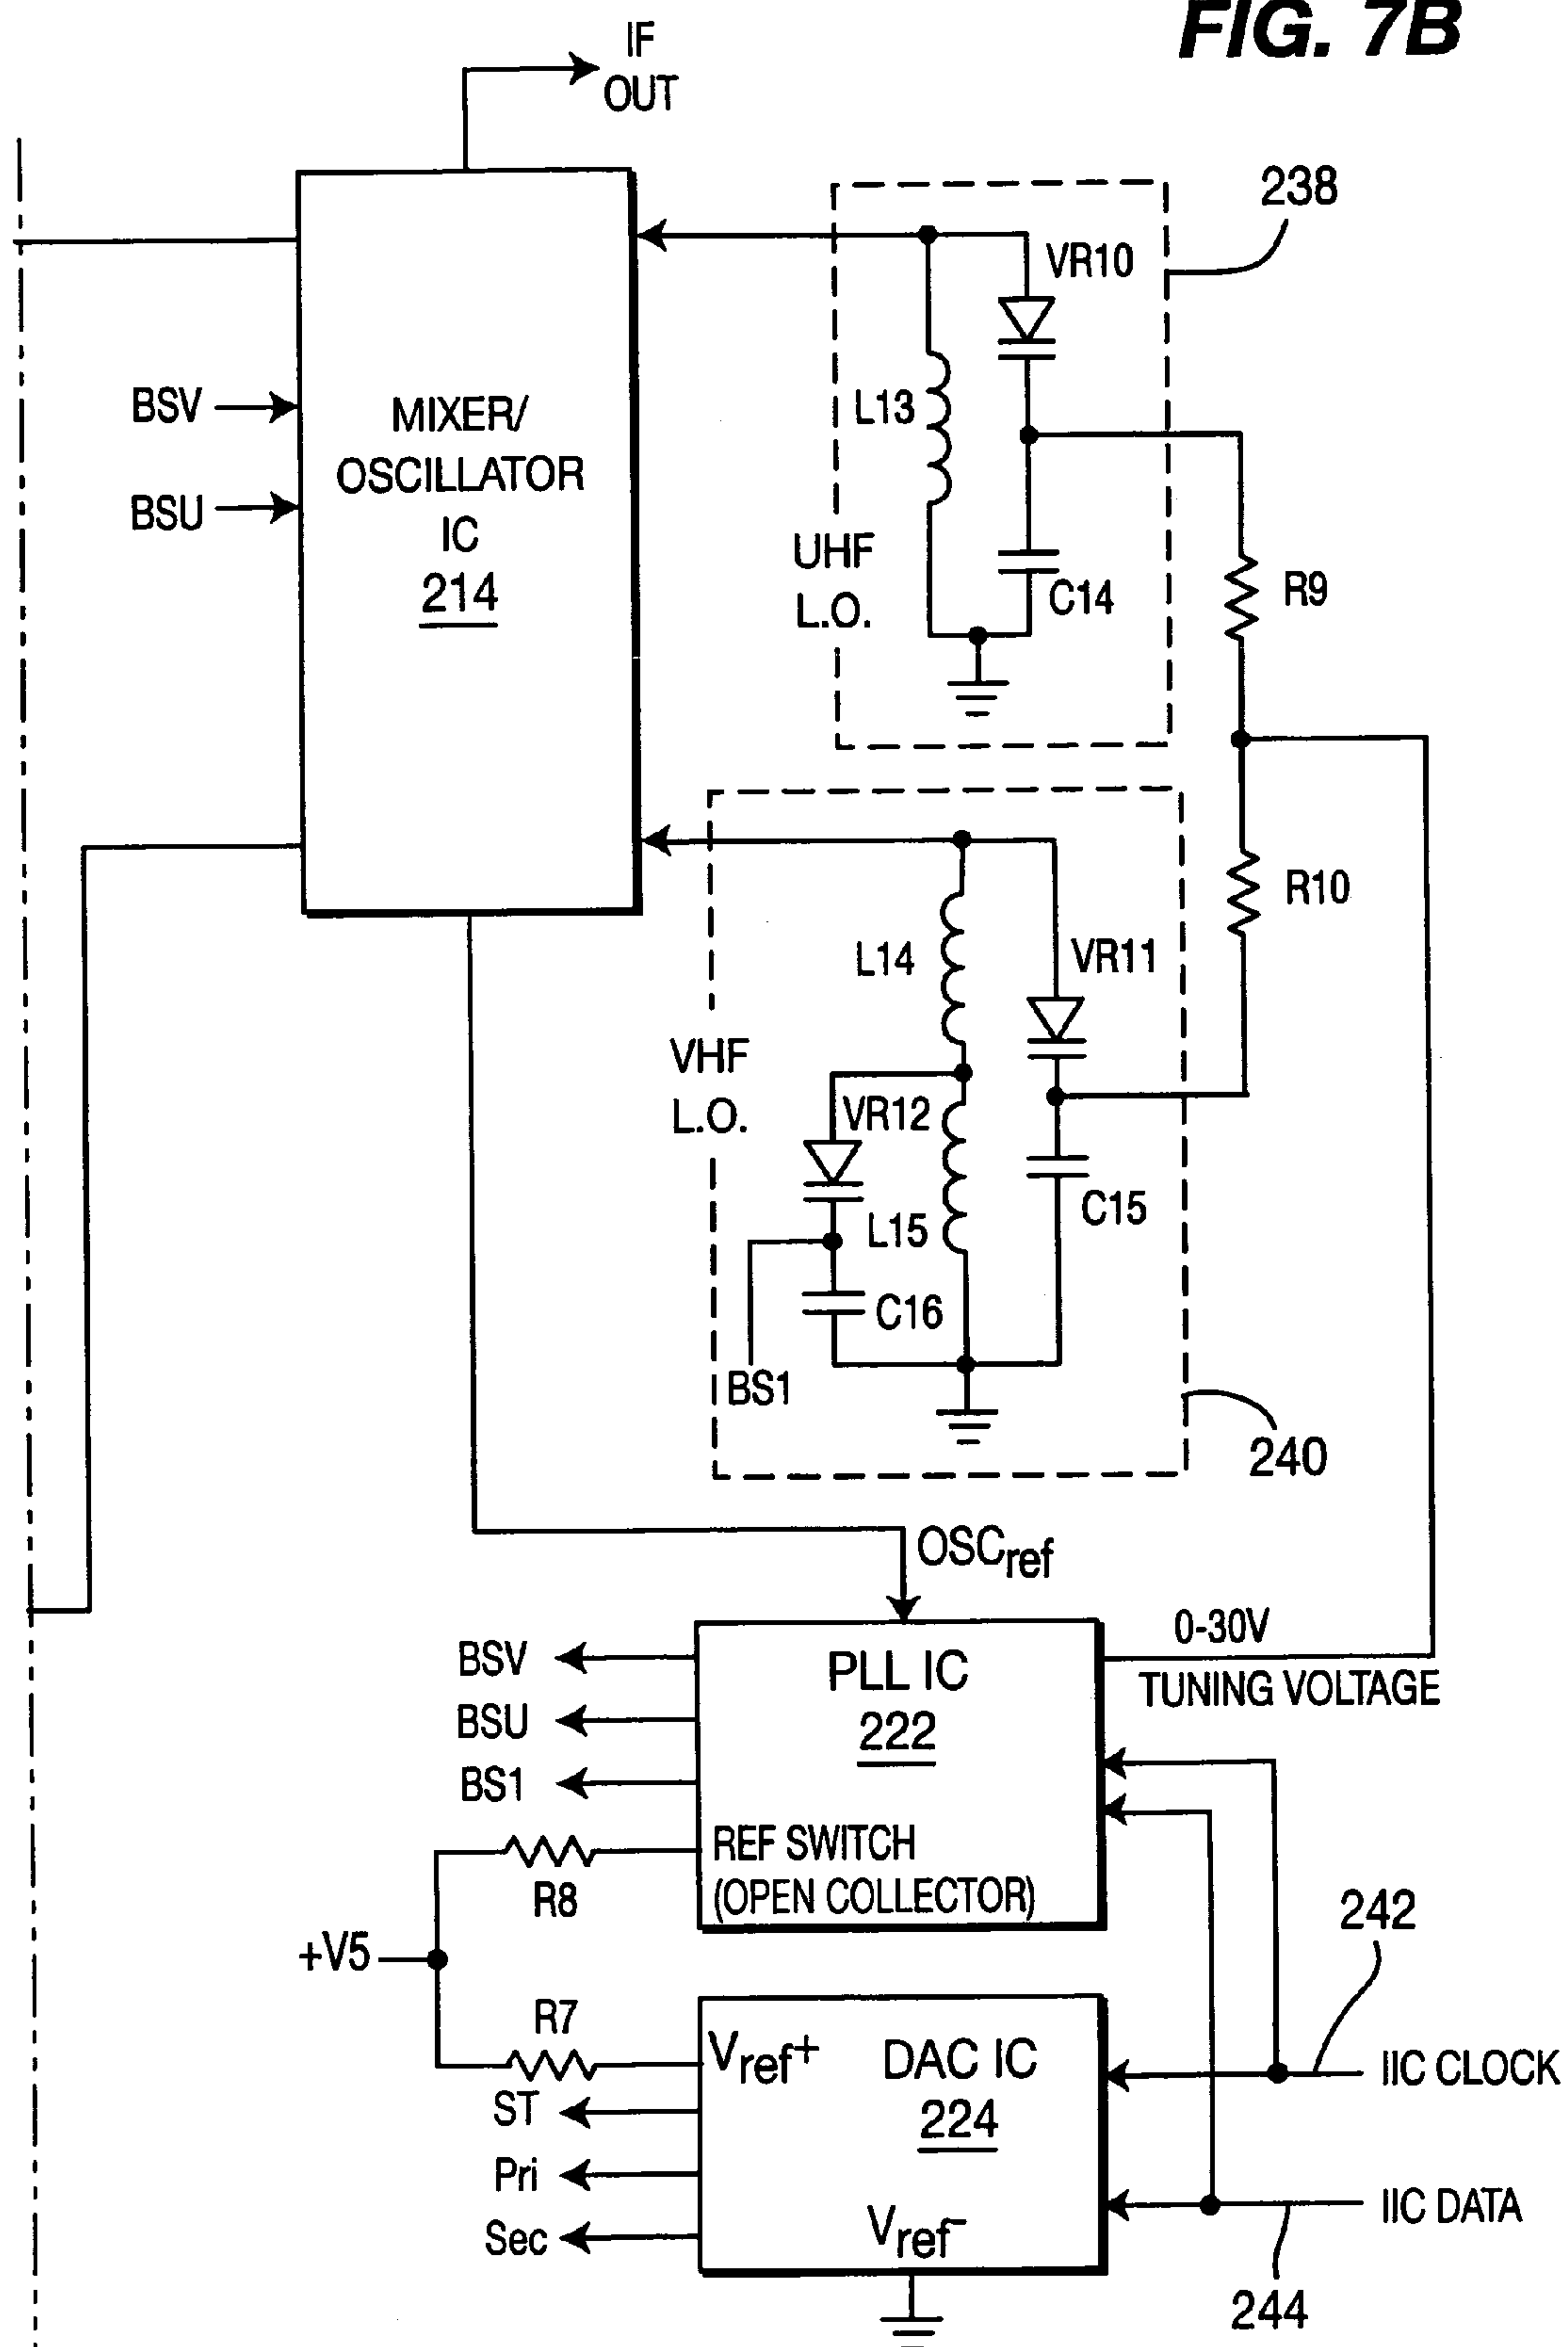 FIG. 7B
IF
OUT
238
VR10
BSV
MIXER/
OSCILLATOR
IC
214
L13
BSU
UHF
L.O.
C14
R9
R10
L14
VR11
VHF
L.O.
VR12
L15
C15
C16
BS1
240
OSCref
BSV
BSU
BS1
PLL IC
222
0-30V
TUNING VOLTAGE
REF SWITCH
(OPEN COLLECTOR)
R8
242
+V5
R7
Vref+
DAC IC
224
IIC CLOCK
ST
Pri
Sec
Vref-
IIC DATA
244